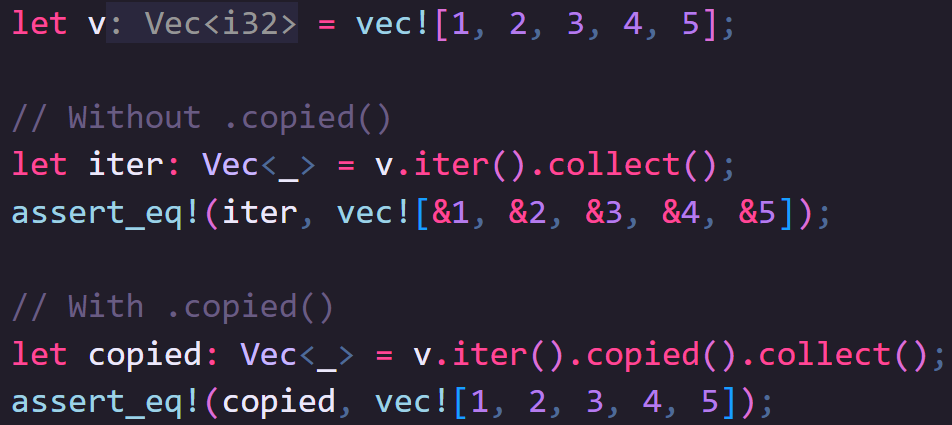 let v: Vec<i32> = vec![1, 2, 3, 4, 5];
// Without .copied()
let iter: Vec<_> = v.iter().collect();
assert_eq!(iter, vec![&1, &2, &3, &4, &5]);
// With .copied()
let copied: Vec<_> = v.iter().copied().collect();
assert_eq!(copied, vec![1, 2, 3, 4, 5]);